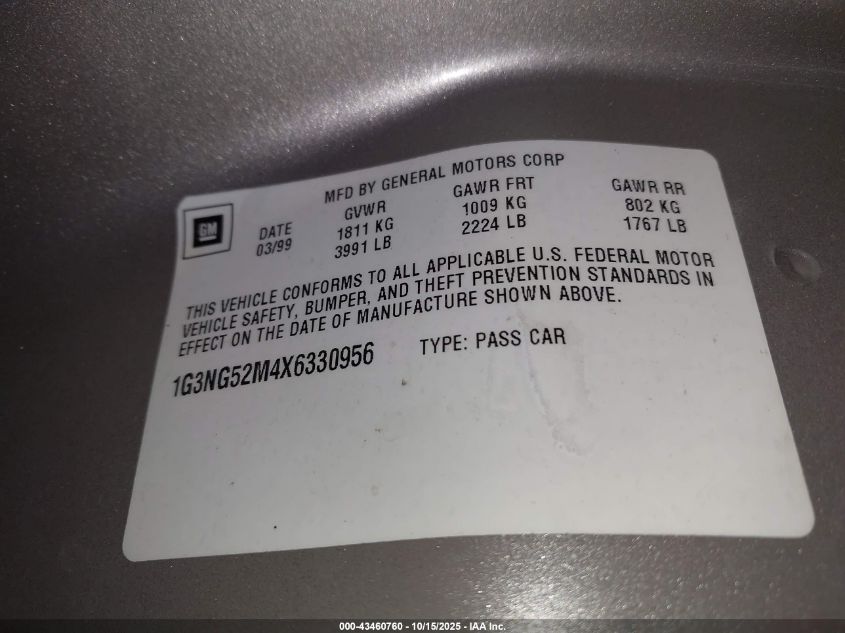 MFD BY GENERAL MOTORS CORP
GM
DATE GVWR GAWR FRT GAWR RR
03/99 1811 KG 1009 KG 802 KG
3991 LB 2224 LB 1767 LB
THIS VEHICLE CONFORMS TO ALL APPLICABLE U.S. FEDERAL MOTOR
VEHICLE SAFETY, BUMPER, AND THEFT PREVENTION STANDARDS IN
EFFECT ON THE DATE OF MANUFACTURE SHOWN ABOVE.
1G3NG52M4X6330956 TYPE: PASS CAR
000-43460760 - 10/15/2025 - IAA Inc.